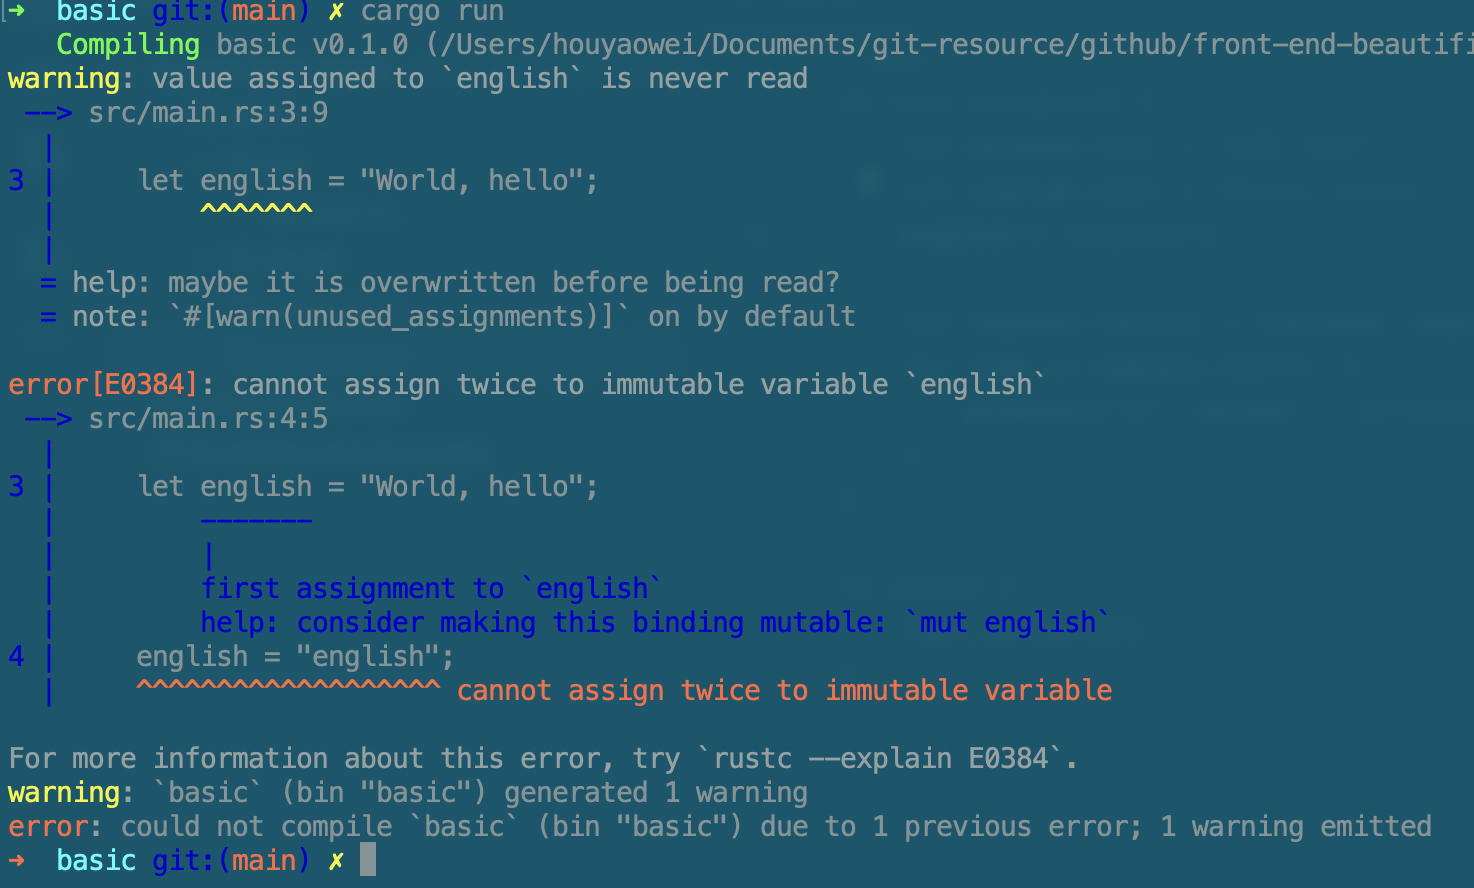 → basic git:(main) ✗ cargo run
   Compiling basic v0.1.0 (/Users/houyaowei/Documents/git-resource/github/front-end-beautifi
warning: value assigned to `english` is never read
 --> src/main.rs:3:9
  |
3 |     let english = "World, hello";
  |         ^^^^^^^
  |
  = help: maybe it is overwritten before being read?
  = note: `#[warn(unused_assignments)]` on by default

error[E0384]: cannot assign twice to immutable variable `english`
 --> src/main.rs:4:5
  |
3 |     let english = "World, hello";
  |         -------
  |         |
  |         first assignment to `english`
  |         help: consider making this binding mutable: `mut english`
4 |     english = "english";
  |     ^^^^^^^^^^^^^^^^^^^ cannot assign twice to immutable variable

For more information about this error, try `rustc --explain E0384`.
warning: `basic` (bin "basic") generated 1 warning
error: could not compile `basic` (bin "basic") due to 1 previous error; 1 warning emitted
→ basic git:(main) ✗